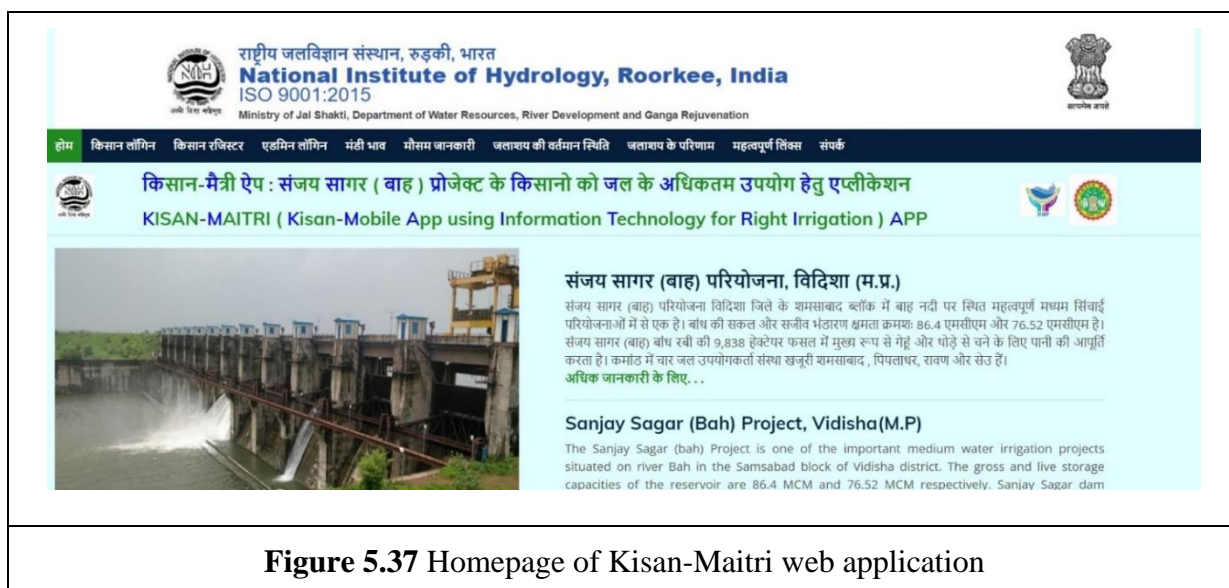 राष्ट्रीय जलविज्ञान संस्थान, रुड़की, भारत
National Institute of Hydrology, Roorkee, India
ISO 9001:2015
Ministry of Jal Shakti, Department of Water Resources, River Development and Ganga Rejuvenation
सत्यमेव जयते
होम किसान लॉगिन किसान रजिस्टर एडमिन लॉगिन मंडी भाव मौसम जानकारी जलाशय की वर्तमान स्थिति जलाशय के परिणाम महत्वपूर्ण लिंक्स संपर्क
किसान-मैत्री ऐप : संजय सागर ( बाह ) प्रोजेक्ट के किसानो को जल के अधिकतम उपयोग हेतु एप्लीकेशन
KISAN-MAITRI ( Kisan-Mobile App using Information Technology for Right Irrigation ) APP
संजय सागर (बाह) परियोजना, विदिशा (म.प्र.)
संजय सागर (बाह) परियोजना विदिशा जिले के शमसाबाद ब्लॉक में बाह नदी पर स्थित महत्वपूर्ण मध्यम सिंचाई
परियोजनाओं में से एक है। बांध की सकल और सजीव भंडारण क्षमता क्रमशः 86.4 एमसीएम और 76.52 एमसीएम है।
संजय सागर (बाह) बांध रबी की 9,838 हेक्टेयर फसल में मुख्य रूप से गेहूं और थोड़े से चने के लिए पानी की आपूर्ति
करता है। कमांड में चार जल उपयोगकर्ता संस्था खजूरी शमसाबाद , पिपलाधर, रावण और सेउ हैं।
अधिक जानकारी के लिए. . .
Sanjay Sagar (Bah) Project, Vidisha(M.P)
The Sanjay Sagar (bah) Project is one of the important medium water irrigation projects
situated on river Bah in the Samsabad block of Vidisha district. The gross and live storage
capacities of the reservoir are 86.4 MCM and 76.52 MCM respectively. Sanjay Sagar dam
Figure 5.37 Homepage of Kisan-Maitri web application